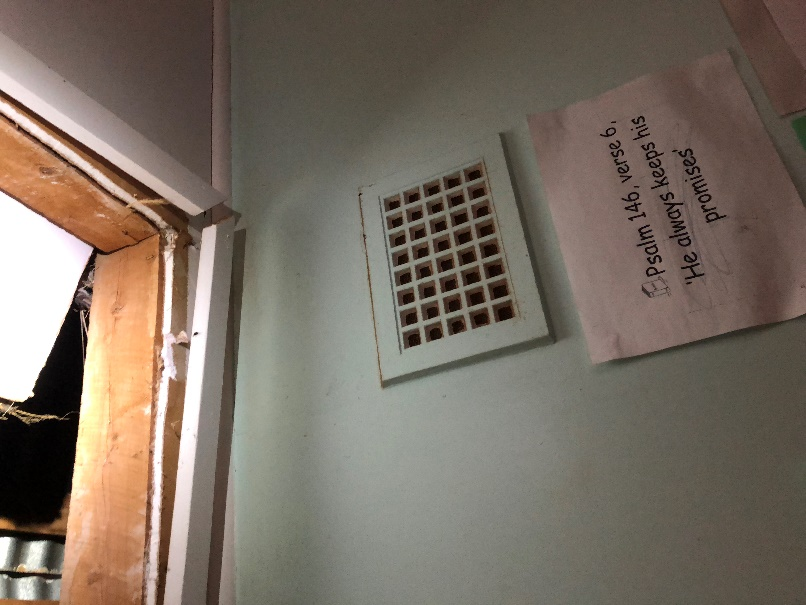 Psalm 146, verse 6,
'He always keeps his
promises'